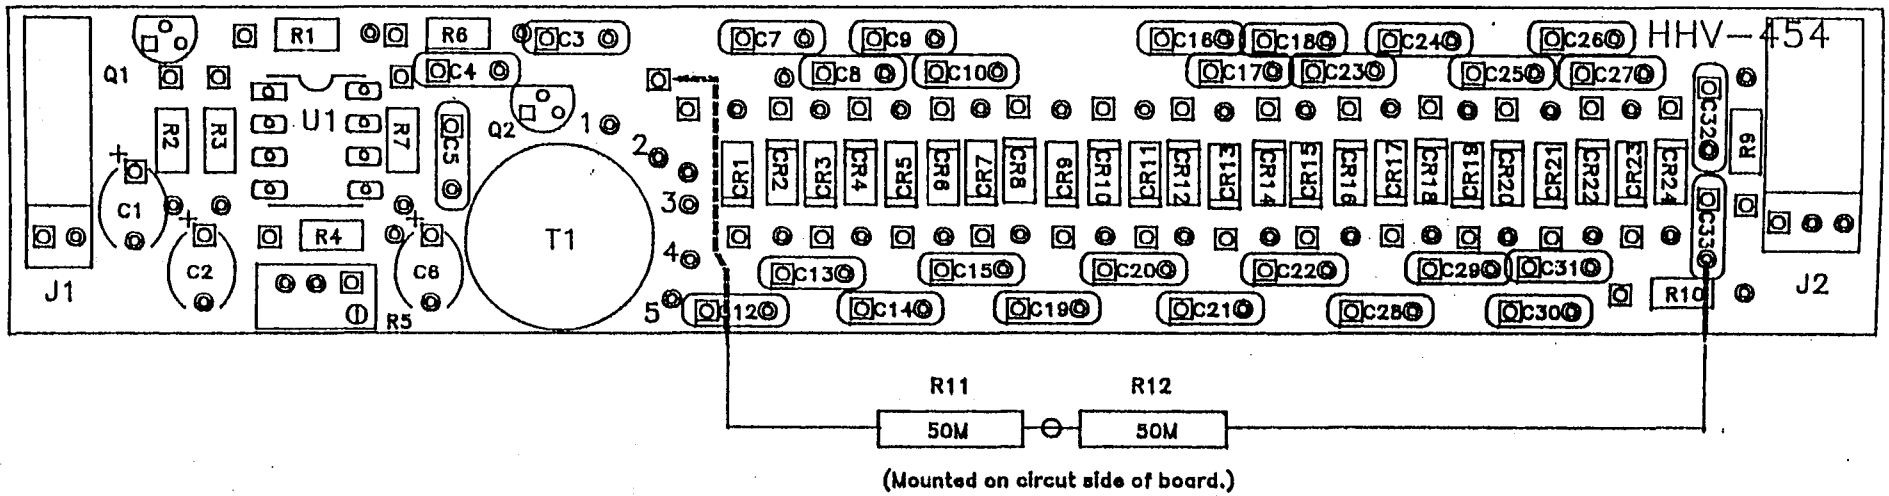 R1 R6 C3 C7 C9 C16 C18 C24 C26 HHV-454
Q1 C4 C8 C10 C17 C23 C25 C27
U1 Q2 1
R2 R3 R7 C5 2 C32 R9
+
CR1 CR2 CR3 CR4 CR5 CR6 CR7 CR8 CR9 CR10 CR11 CR12 CR13 CR14 CR15 CR16 CR17 CR18 CR19 CR20 CR21 CR22 CR23 CR24
C1 3
+ +
R4 T1 C33
4
C2 C6 C13 C15 C20 C22 C29 C31
J1 R10 J2
5 C12 C14 C19 C21 C28 C30
R5
R11 R12
50M 50M
(Mounted on circut side of board.)